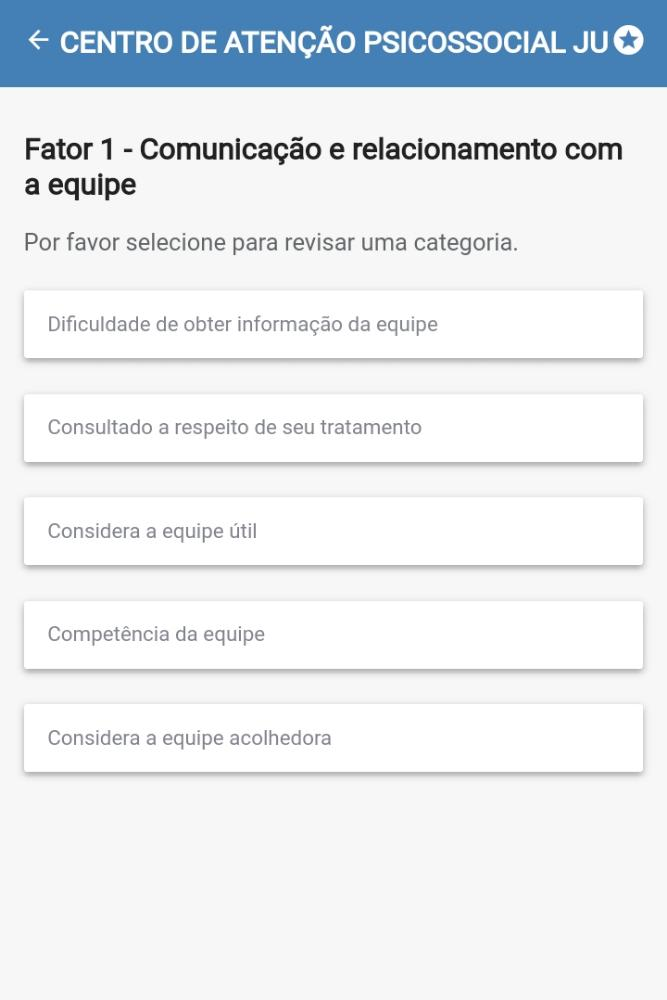 CENTRO DE ATENÇÃO PSICOSSOCIAL JU
Fator 1 - Comunicação e relacionamento com
a equipe
Por favor selecione para revisar uma categoria.
Dificuldade de obter informação da equipe
Consultado a respeito de seu tratamento
Considera a equipe útil
Competência da equipe
Considera a equipe acolhedora